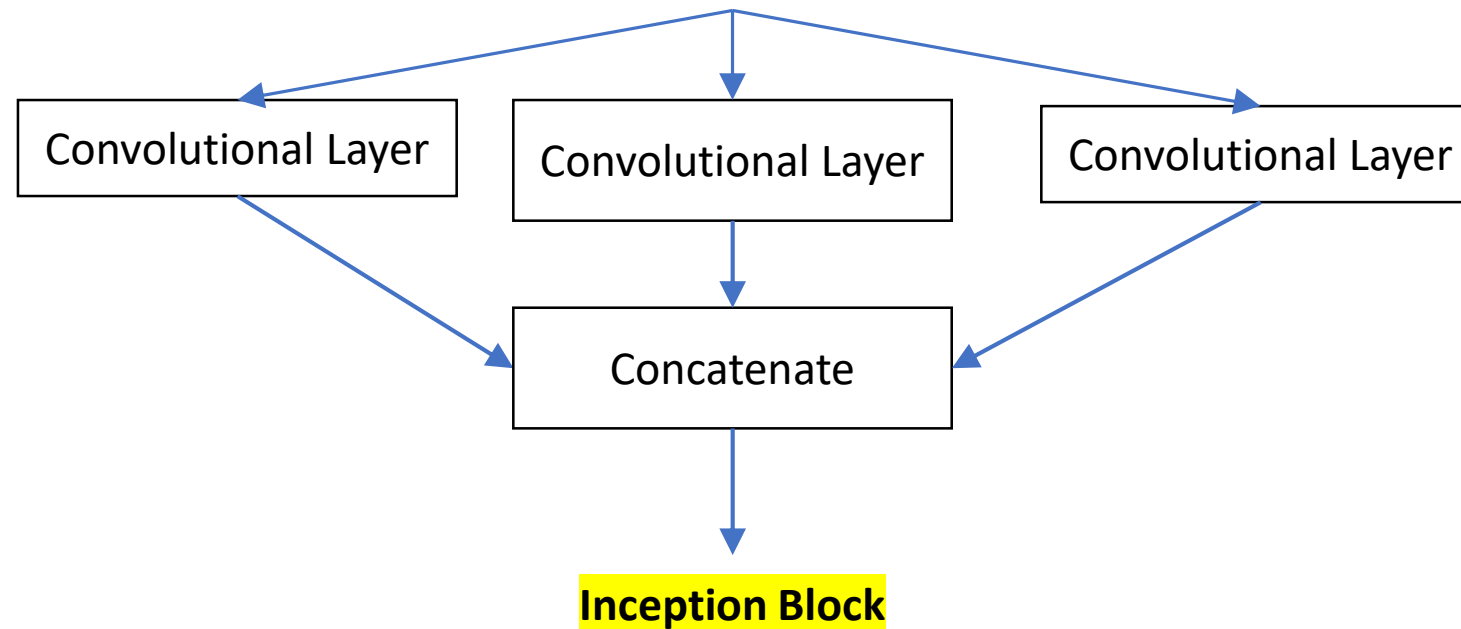 Convolutional Layer
Convolutional Layer
Convolutional Layer
Concatenate
Inception Block